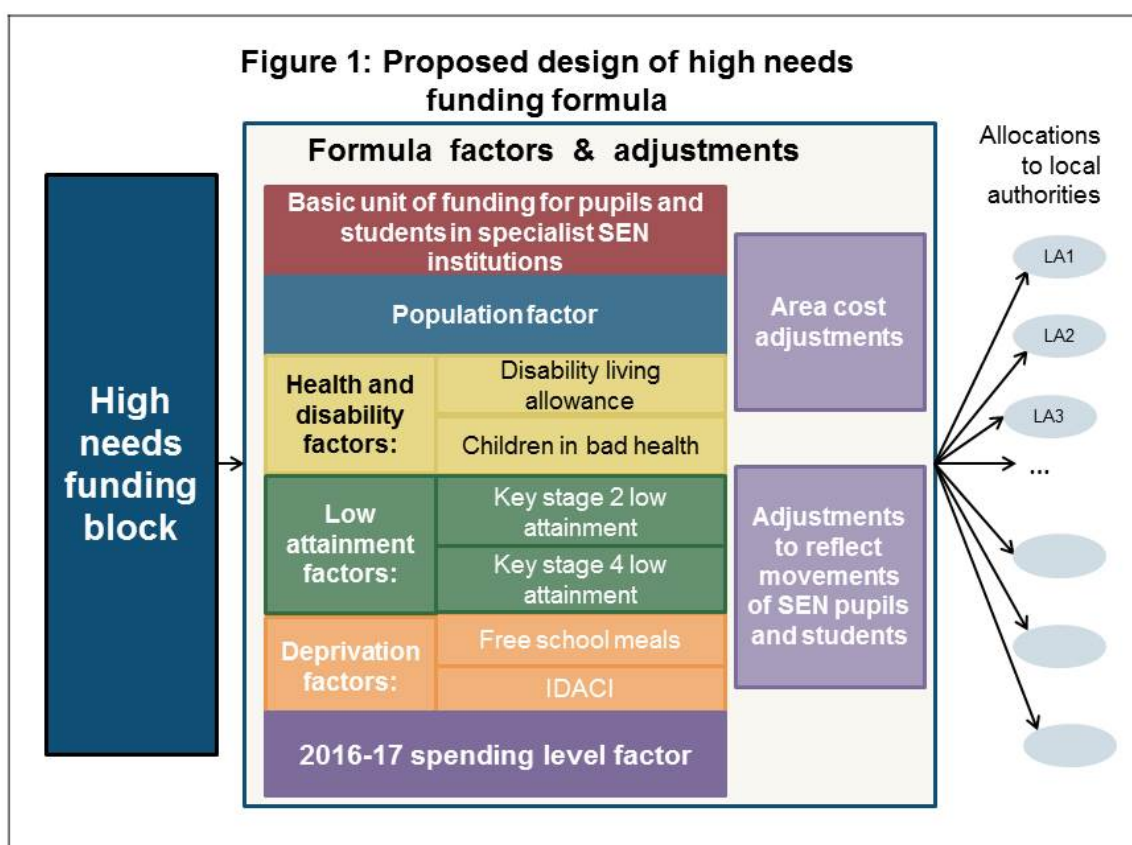 Figure 1: Proposed design of high needs
funding formula
High
needs
funding
block
Formula factors & adjustments
Basic unit of funding for pupils and
students in specialist SEN
institutions
Population factor
Health and
disability
factors:
Disability living
allowance
Children in bad health
Low
attainment
factors:
Key stage 2 low
attainment
Key stage 4 low
attainment
Deprivation
factors:
Free school meals
IDACI
2016-17 spending level factor
Area cost
adjustments
Adjustments
to reflect
movements
of SEN pupils
and students
Allocations
to local
authorities
LA1
LA2
LA3
...